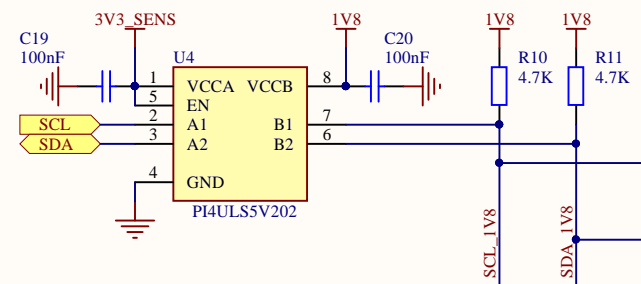 3V3_SENS
1V8
1V8
1V8
C19
100nF
C20
100nF
U4
R10
4.7K
R11
4.7K
1
VCCA
VCCB
8
5
EN
2
A1
B1
7
SCL
3
A2
B2
6
SDA
4
GND
PI4ULS5V202
SCL_1V8
SDA_1V8